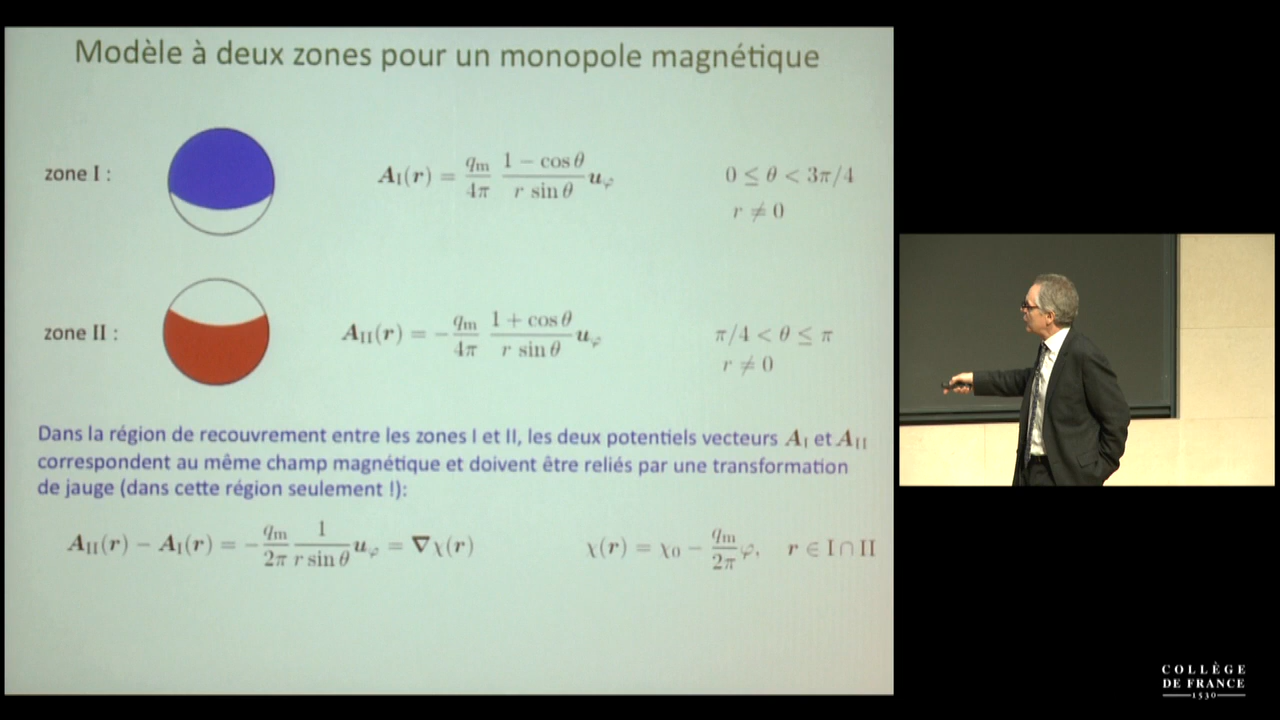 Modèle à deux zones pour un monopole magnétique
zone I : A_I(r) = q_m/4π (1 − cos θ)/(r sin θ) u_φ 0 ≤ θ < 3π/4
r ≠ 0
zone II : A_II(r) = − q_m/4π (1 + cos θ)/(r sin θ) u_φ π/4 < θ ≤ π
r ≠ 0
Dans la région de recouvrement entre les zones I et II, les deux potentiels vecteurs A_I et A_II
correspondent au même champ magnétique et doivent être reliés par une transformation
de jauge (dans cette région seulement !):
A_II(r) − A_I(r) = − q_m/2π 1/(r sin θ) u_φ = ∇χ(r) χ(r) = χ_0 − q_m/2π φ, r ∈ I ∩ II
COLLÈGE
DE FRANCE
1530